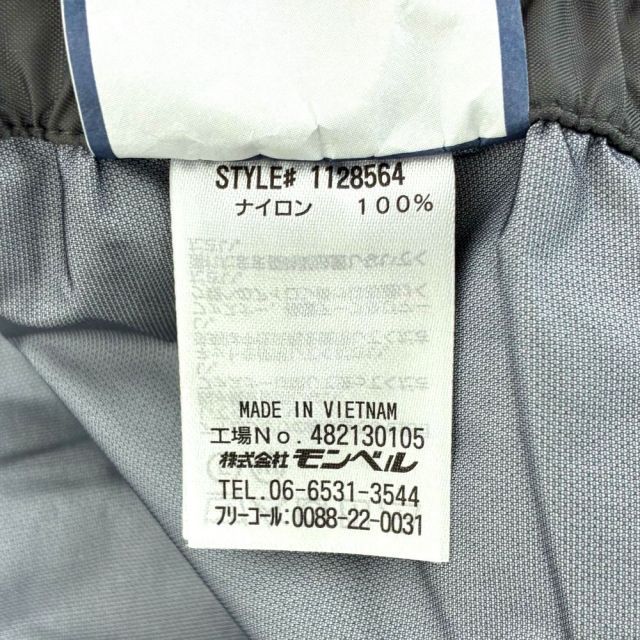 STYLE# 1128564
ナイロン 100%
MADE IN VIETNAM
工場No. 482130105
株式会社 モンベル
TEL.06-6531-3544
フリーコール:0088-22-0031